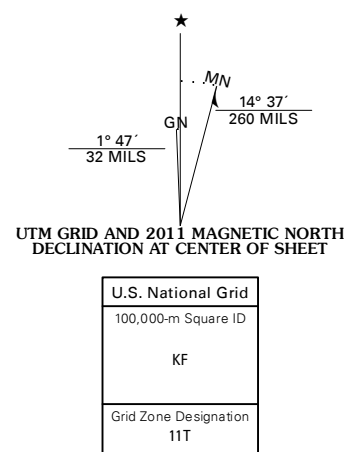 ★
MN
GN
14° 37´
260 MILS
1° 47´
32 MILS
UTM GRID AND 2011 MAGNETIC NORTH
DECLINATION AT CENTER OF SHEET
U.S. National Grid
100,000-m Square ID
KF
Grid Zone Designation
11T